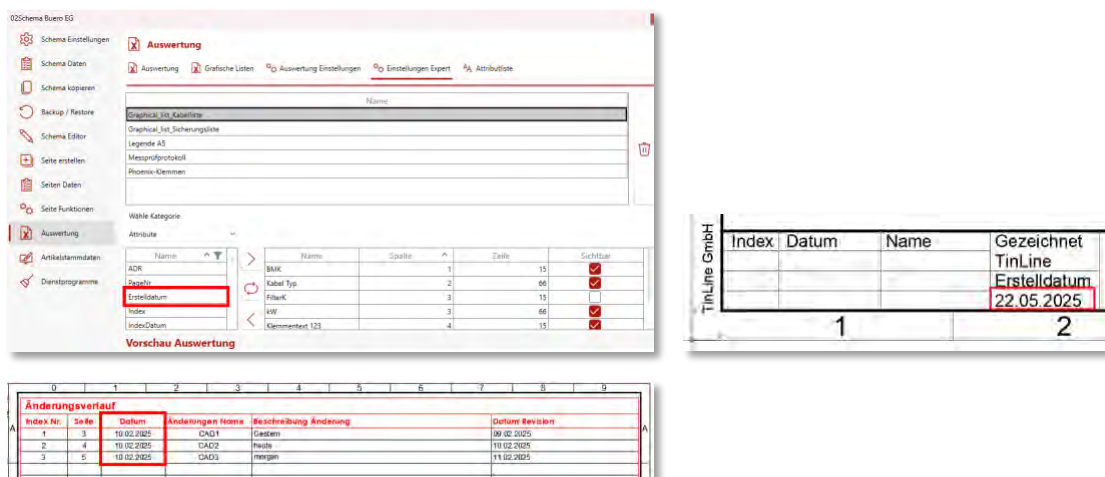 02Schema Buero EG
Schema Einstellungen
Schema Daten
Schema kopieren
Backup / Restore
Schema Editor
Seite erstellen
Seiten Daten
Seite Funktionen
Auswertung
Artikelstammdaten
Dienstprogramme
Auswertung
Auswertung Grafische Listen Auswertung Einstellungen Einstellungen Expert Attributliste
Name
Graphical_list_Kabelliste
Graphical_list_Sicherungsliste
Legende A5
Messprüfprotokoll
Phoenix-Klemmen
Wähle Kategorie
Attribute
Name
ADR
PageNr
Erstelldatum
Index
IndexDatum
Name Spalte Zeile Sichtbar
BMK 1 15
Kabel Typ 2 66
FilterK 3 15
kW 3 66
Klemmentext 123 4 15
Vorschau Auswertung
TinLine GmbH
Index Datum Name Gezeichnet
TinLine
Erstelldatum
22.05.2025
1 2
0 1 2 3 4 5 6 7 8 9
A A
Änderungsverlauf
Index Nr. Seite Datum Änderungen Name Beschreibung Änderung Datum Revision
1 3 10.02.2025 CAD1 Gestern 09.02.2025
2 4 10.02.2025 CAD2 heute 10.02.2025
3 5 10.02.2025 CAD3 morgen 11.02.2025